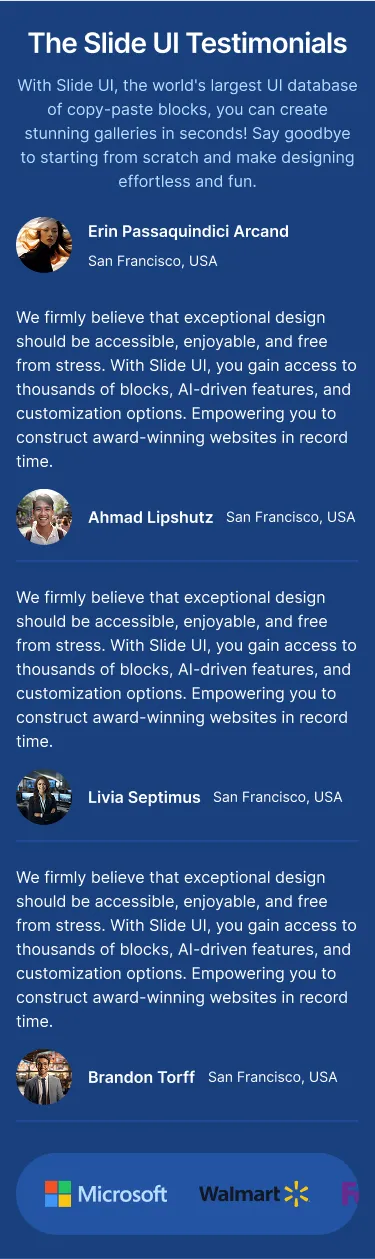 The Slide UI Testimonials
With Slide UI, the world's largest UI database
of copy-paste blocks, you can create
stunning galleries in seconds! Say goodbye
to starting from scratch and make designing
effortless and fun.
Erin Passaquindici Arcand
San Francisco, USA
We firmly believe that exceptional design
should be accessible, enjoyable, and free
from stress. With Slide UI, you gain access to
thousands of blocks, AI-driven features, and
customization options. Empowering you to
construct award-winning websites in record
time.
Ahmad Lipshutz San Francisco, USA
We firmly believe that exceptional design
should be accessible, enjoyable, and free
from stress. With Slide UI, you gain access to
thousands of blocks, AI-driven features, and
customization options. Empowering you to
construct award-winning websites in record
time.
Livia Septimus San Francisco, USA
We firmly believe that exceptional design
should be accessible, enjoyable, and free
from stress. With Slide UI, you gain access to
thousands of blocks, AI-driven features, and
customization options. Empowering you to
construct award-winning websites in record
time.
Brandon Torff San Francisco, USA
Microsoft Walmart